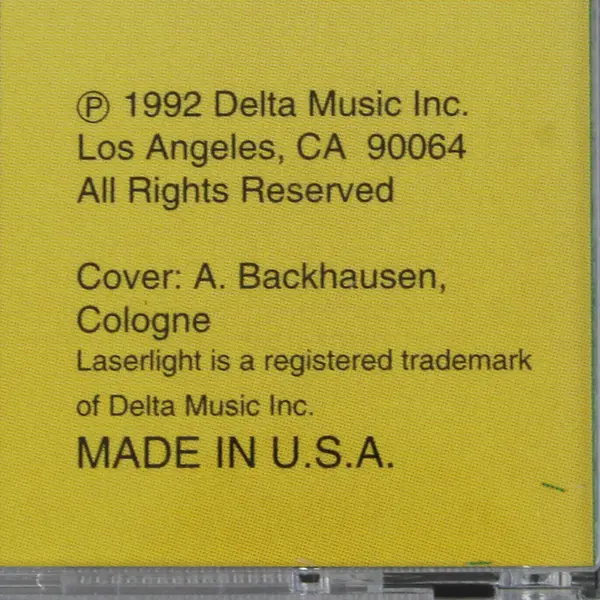 ℗ 1992 Delta Music Inc.
Los Angeles, CA 90064
All Rights Reserved
Cover: A. Backhausen,
Cologne
Laserlight is a registered trademark
of Delta Music Inc.
MADE IN U.S.A.